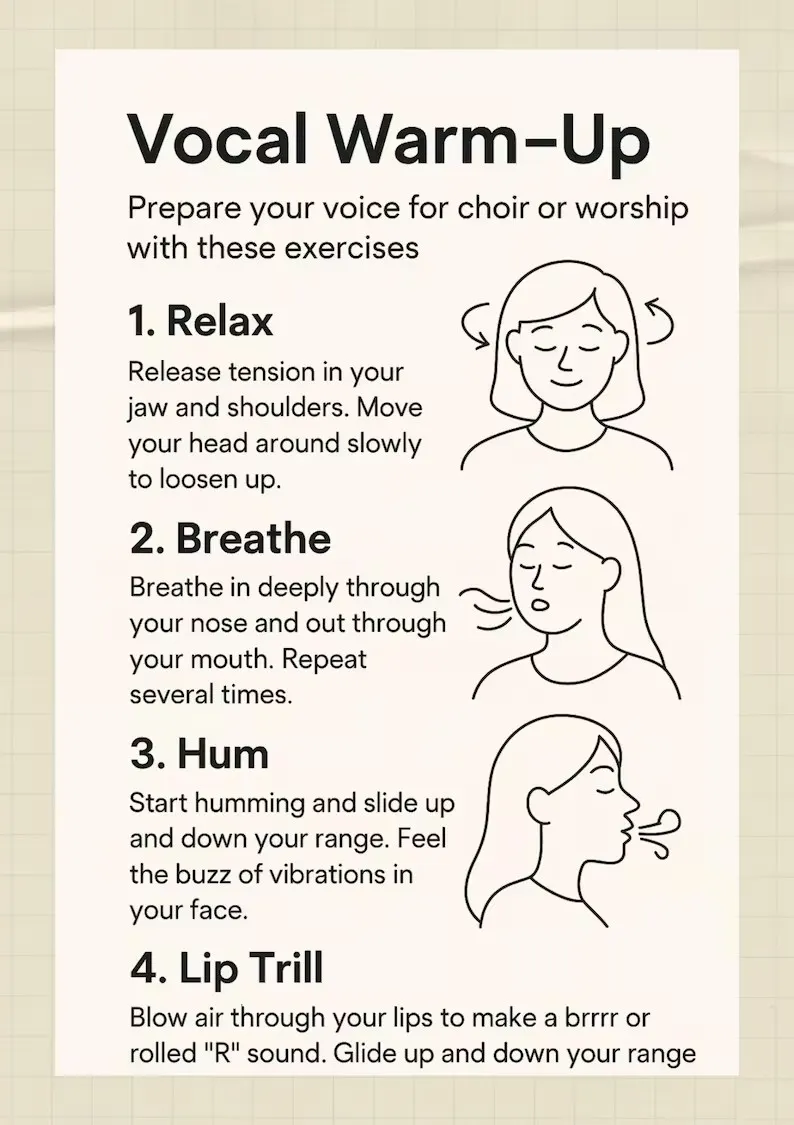 Vocal Warm-Up
Prepare your voice for choir or worship
with these exercises
1. Relax
Release tension in your
jaw and shoulders. Move
your head around slowly
to loosen up.
2. Breathe
Breathe in deeply through
your nose and out through
your mouth. Repeat
several times.
3. Hum
Start humming and slide up
and down your range. Feel
the buzz of vibrations in
your face.
4. Lip Trill
Blow air through your lips to make a brrrr or
rolled "R" sound. Glide up and down your range